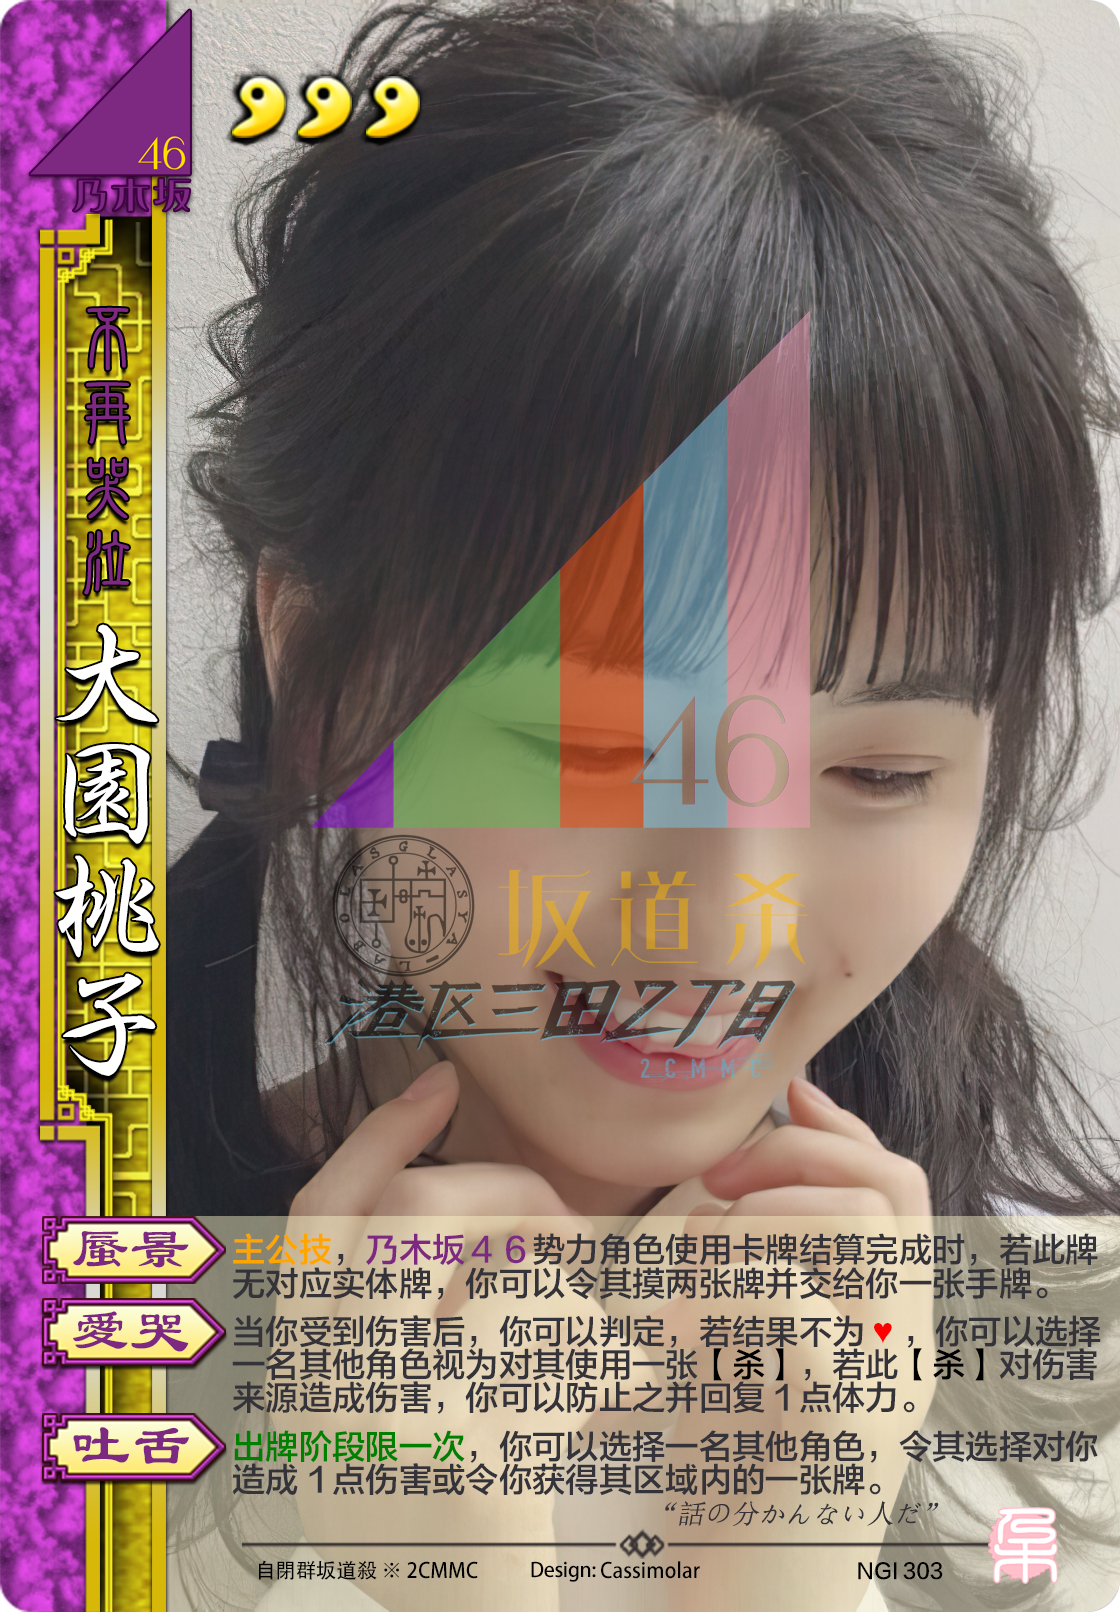 46
乃木坂
不再哭泣
大園桃子
46
GLASYA LABOLAS
坂道杀
港区三田乙丁目
2CMMC
蜃景
主公技，乃木坂４６势力角色使用卡牌结算完成时，若此牌
无对应实体牌，你可以令其摸两张牌并交给你一张手牌。
愛哭
当你受到伤害后，你可以判定，若结果不为♥，你可以选择
一名其他角色视为对其使用一张【杀】，若此【杀】对伤害
来源造成伤害，你可以防止之并回复１点体力。
吐舌
出牌阶段限一次，你可以选择一名其他角色，令其选择对你
造成１点伤害或令你获得其区域内的一张牌。
“話の分かんない人だ”
自閉群坂道殺 ※ 2CMMC
Design: Cassimolar
NGI 303